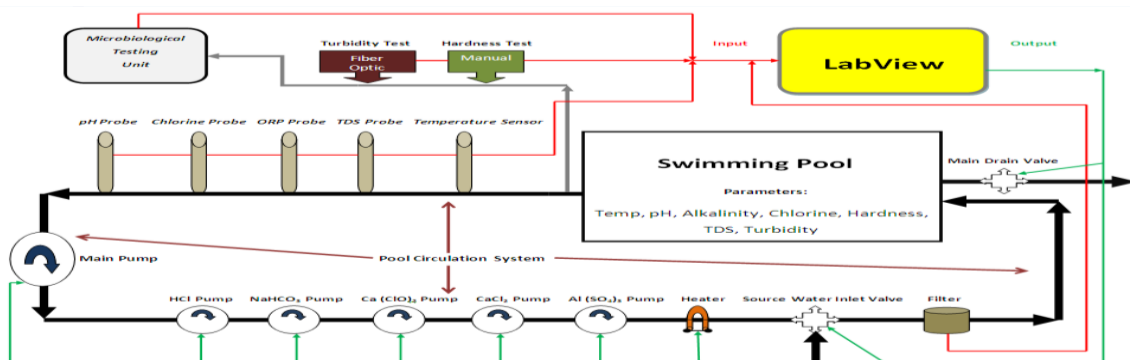 Microbiological
Testing
Unit
Turbidity Test
Fiber
Optic
Hardness Test
Manual
Input
LabView
Output
pH Probe
Chlorine Probe
ORP Probe
TDS Probe
Temperature Sensor
Swimming Pool
Parameters:
Temp, pH, Alkalinity, Chlorine, Hardness,
TDS, Turbidity
Main Drain Valve
Main Pump
Pool Circulation System
HCl Pump
NaHCO₃ Pump
Ca (ClO)₂ Pump
CaCl₂ Pump
Al (SO₄)₃ Pump
Heater
Source Water Inlet Valve
Filter